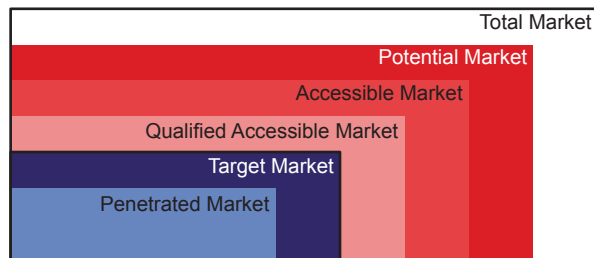 Total Market
Potential Market
Accessible Market
Qualified Accessible Market
Target Market
Penetrated Market